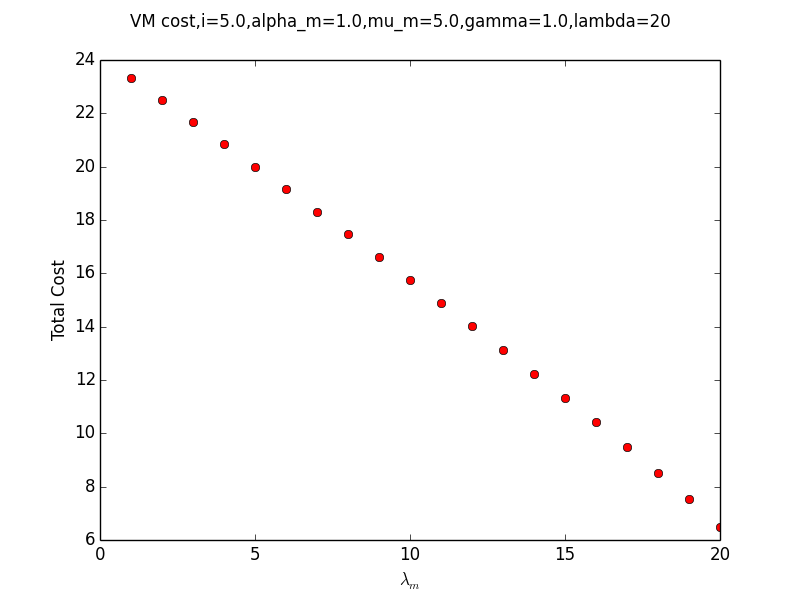 VM cost,i=5.0,alpha_m=1.0,mu_m=5.0,gamma=1.0,lambda=20
24
22
20
18
16
14
12
10
8
6
Total Cost
0 5 10 15 20
λm